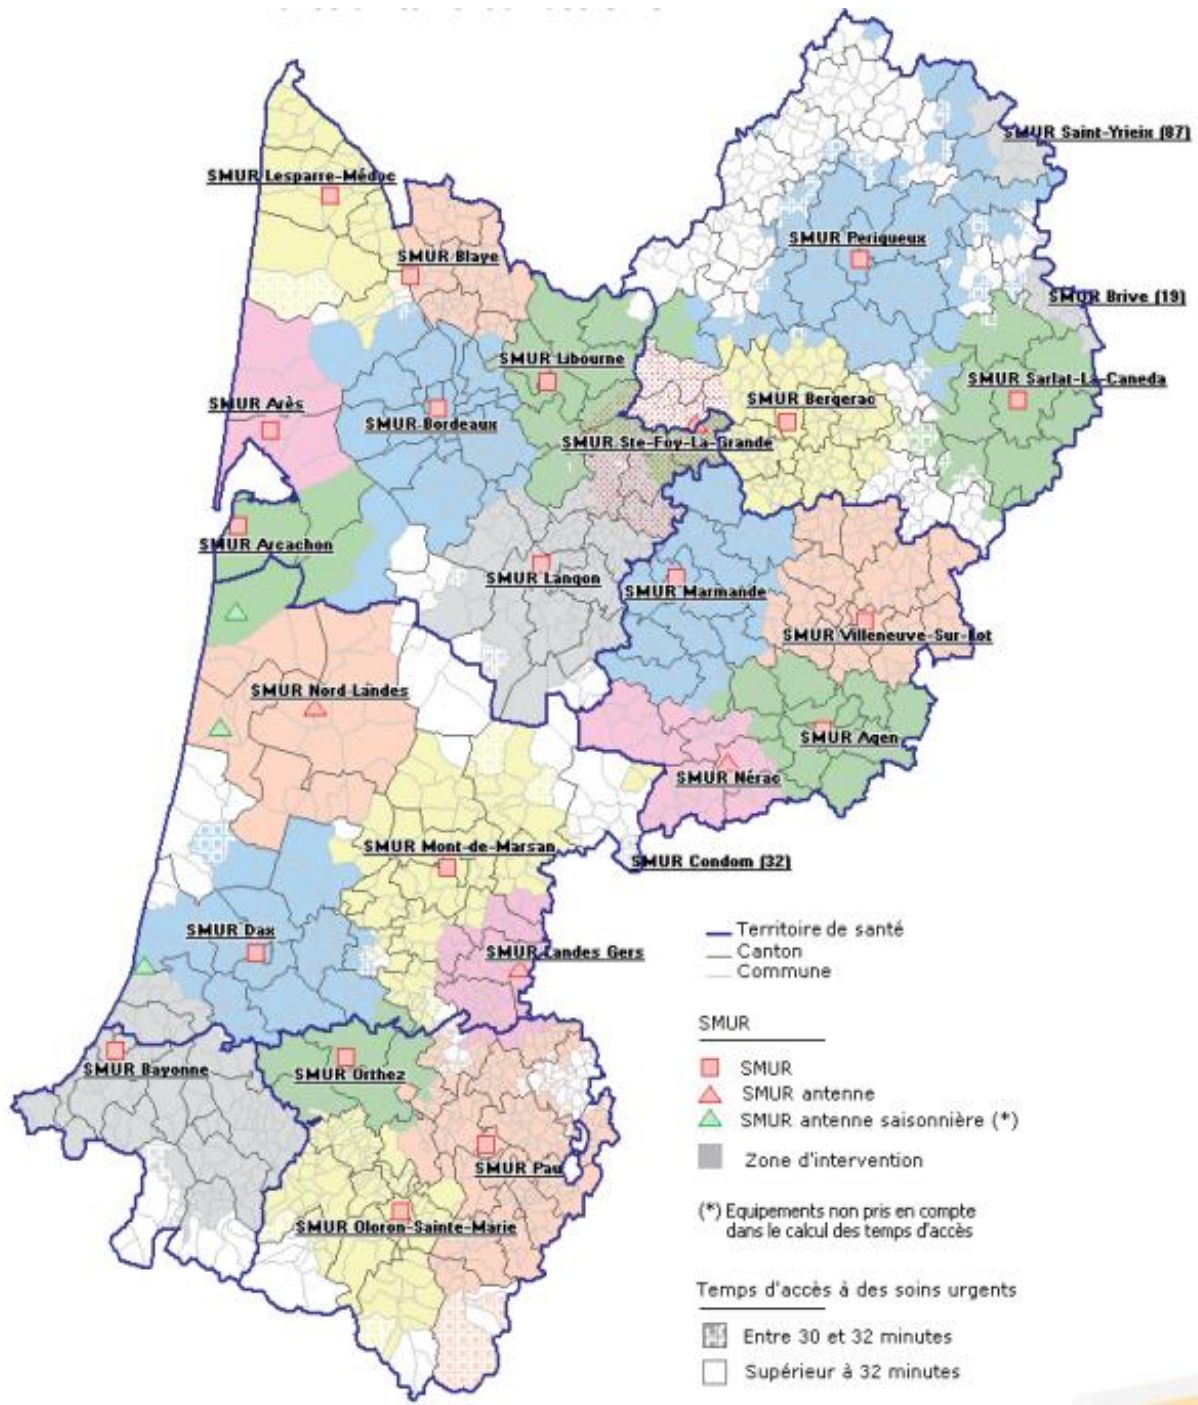 SMUR Saint-Yrieix (87)
SMUR Lesparre-Médoc
SMUR Perigueux
SMUR Blaye
SMUR Brive (19)
SMUR Libourne
SMUR Sarlat-La-Caneda
SMUR Arès
SMUR Bergerac
SMUR Bordeaux
SMUR Ste-Foy-La-Grande
SMUR Arcachon
SMUR Langon
SMUR Marmande
SMUR Villeneuve-Sur-Lot
SMUR Nord Landes
SMUR Agen
SMUR Nérac
SMUR Mont-de-Marsan
SMUR Condom (32)
SMUR Dax
SMUR Landes Gers
SMUR Bayonne
SMUR Orthez
SMUR Pau
SMUR Oloron-Sainte-Marie
Territoire de santé
Canton
Commune
SMUR
SMUR
SMUR antenne
SMUR antenne saisonnière (*)
Zone d'intervention
(*) Equipements non pris en compte
dans le calcul des temps d'accès
Temps d'accès à des soins urgents
Entre 30 et 32 minutes
Supérieur à 32 minutes